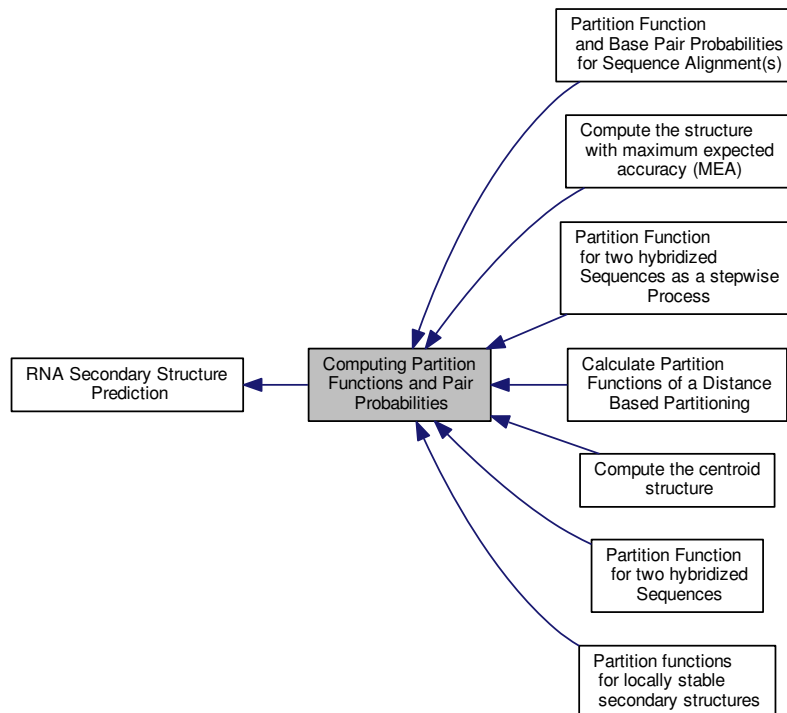 Partition Function
and Base Pair Probabilities
for Sequence Alignment(s)
Compute the structure
with maximum expected
accuracy (MEA)
Partition Function
for two hybridized
Sequences as a stepwise
Process
RNA Secondary Structure
Prediction
Computing Partition
Functions and Pair
Probabilities
Calculate Partition
Functions of a Distance
Based Partitioning
Compute the centroid
structure
Partition Function
for two hybridized
Sequences
Partition functions
for locally stable
secondary structures